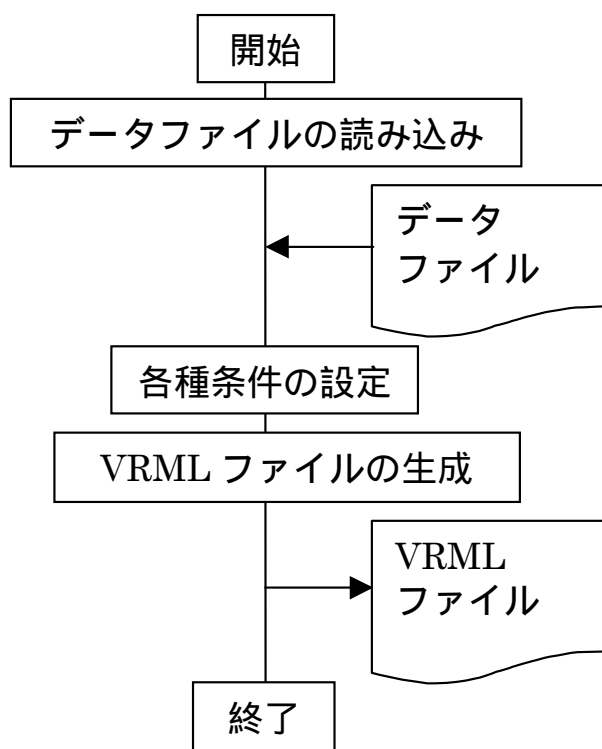 開始
データファイルの読み込み
データ
ファイル
各種条件の設定
VRML ファイルの生成
VRML
ファイル
終了